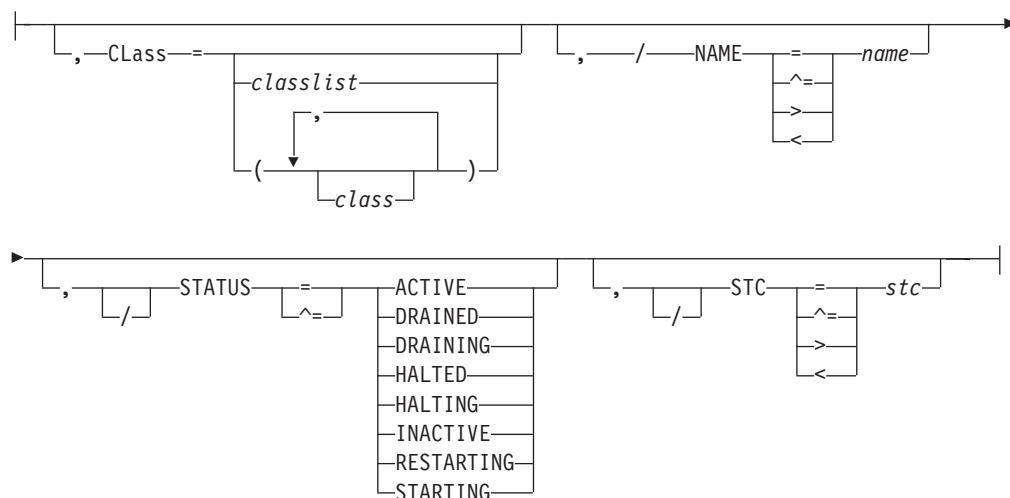 , CLass = , / NAME = name
classlist ^=
, >
( ) <
class
, STATUS = ACTIVE , STC = stc
/ ^= DRAINED / ^=
DRAINING >
HALTED <
HALTING
INACTIVE
RESTARTING
STARTING